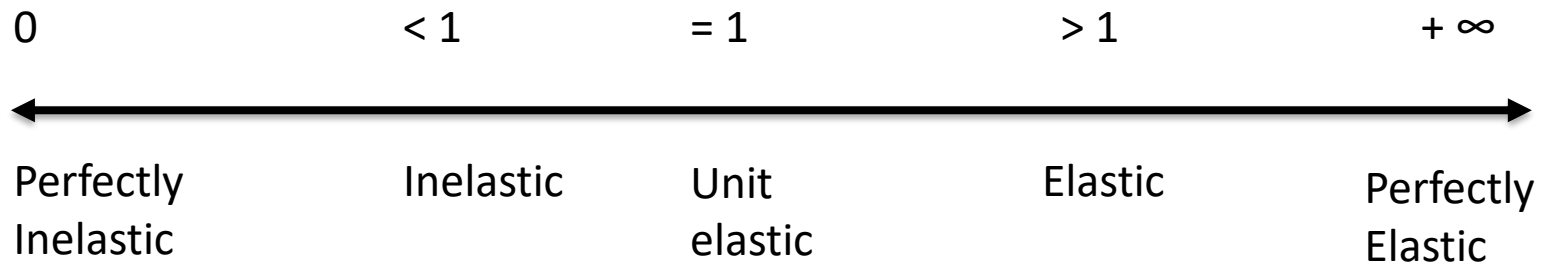 0 < 1 = 1 > 1 + ∞
Perfectly Inelastic Unit Elastic Perfectly
Inelastic elastic Elastic